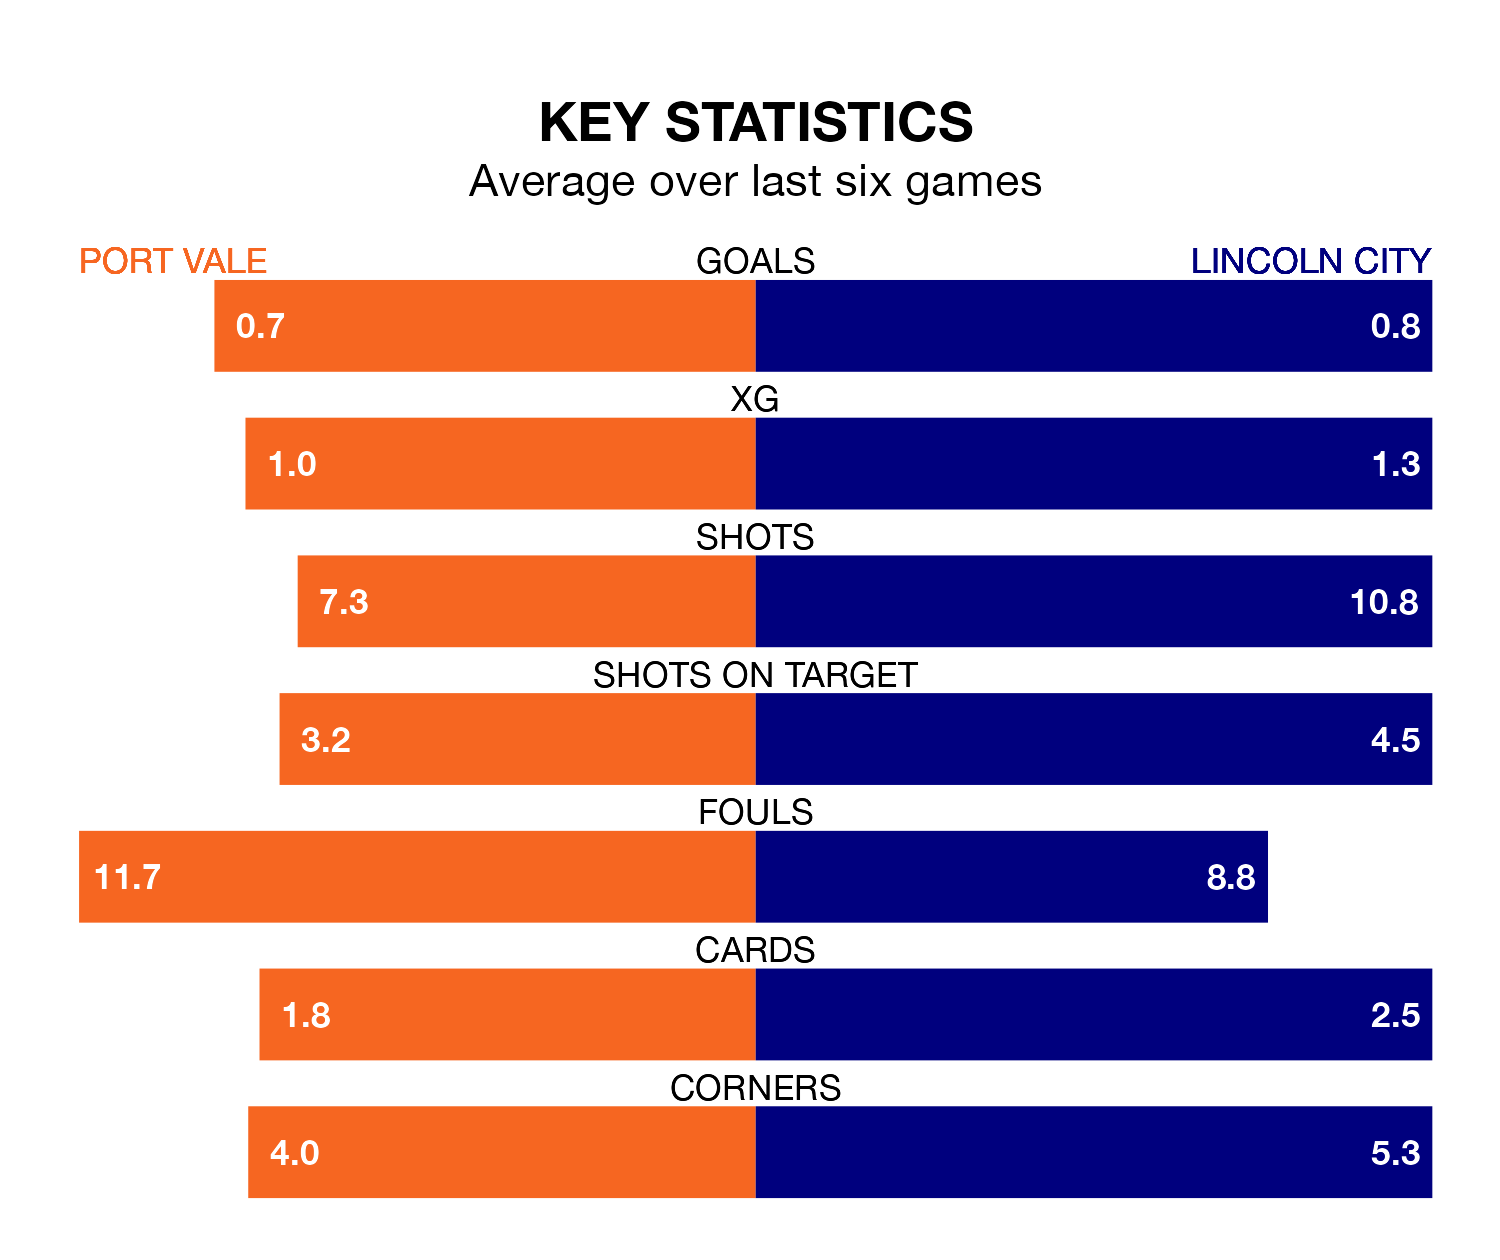 KEY STATISTICS
Average over last six games
PORT VALE GOALS LINCOLN CITY
0.7 0.8
XG
1.0 1.3
SHOTS
7.3 10.8
SHOTS ON TARGET
3.2 4.5
FOULS
11.7 8.8
CARDS
1.8 2.5
CORNERS
4.0 5.3